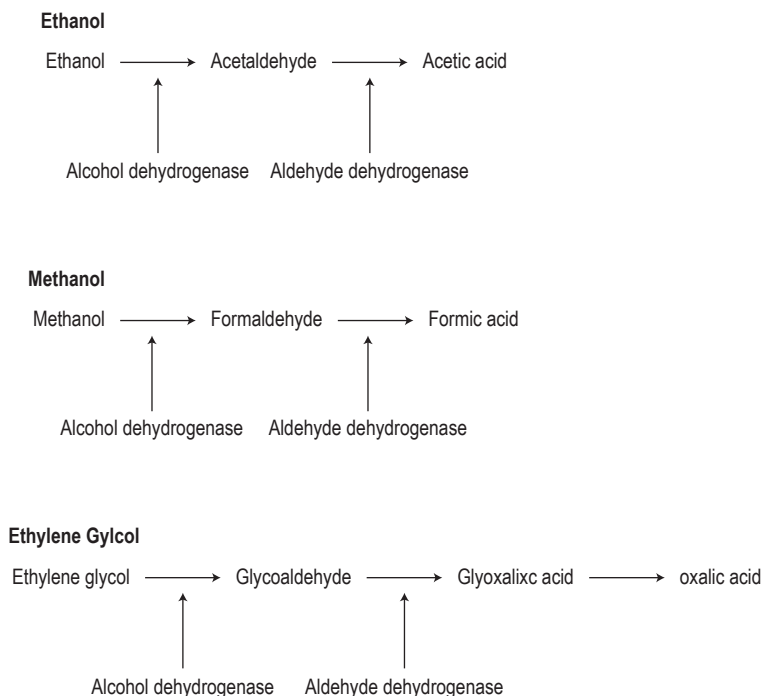 Ethanol
Ethanol Acetaldehyde Acetic acid
Alcohol dehydrogenase Aldehyde dehydrogenase
Methanol
Methanol Formaldehyde Formic acid
Alcohol dehydrogenase Aldehyde dehydrogenase
Ethylene Gylcol
Ethylene glycol Glycoaldehyde Glyoxalixc acid oxalic acid
Alcohol dehydrogenase Aldehyde dehydrogenase